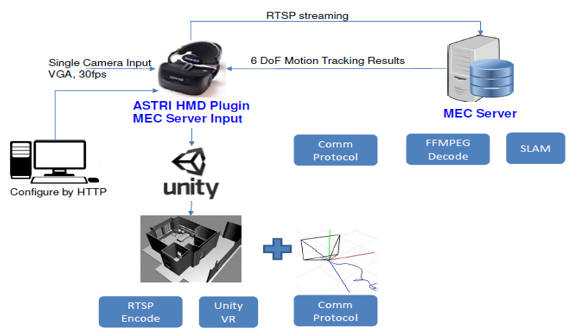 RTSP streaming
Single Camera Input
VGA, 30fps
6 DoF Motion Tracking Results
ASTRI HMD Plugin
MEC Server Input
MEC Server
Comm
Protocol
FFMPEG
Decode
SLAM
unity
Configure by HTTP
RTSP
Encode
Unity
VR
Comm
Protocol